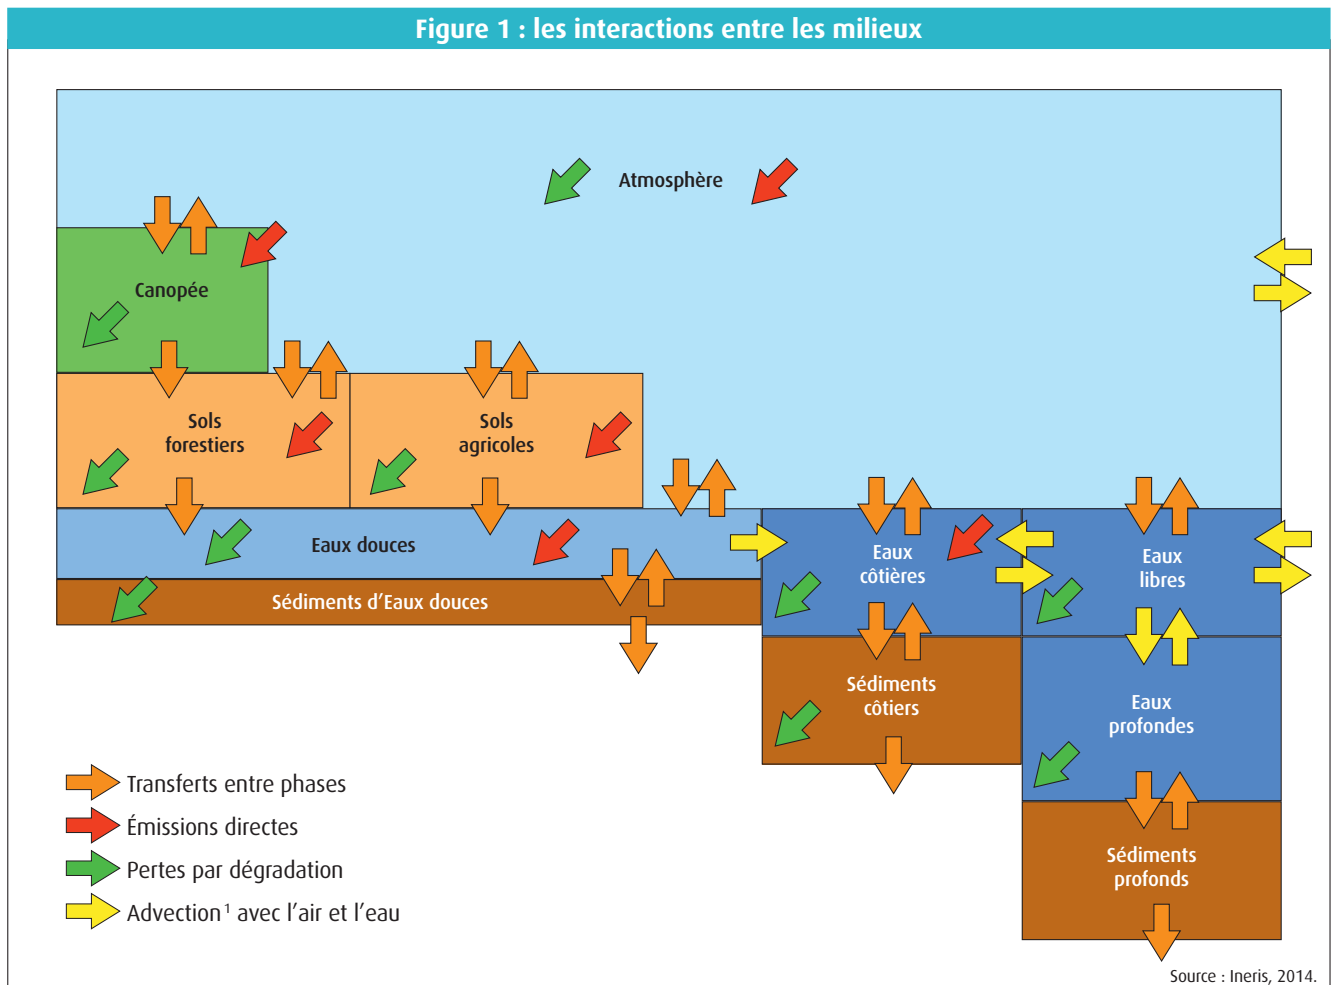 Figure 1 : les interactions entre les milieux
Atmosphère
Canopée
Sols
forestiers
Sols
agricoles
Eaux douces
Eaux
côtières
Eaux
libres
Sédiments d'Eaux douces
Sédiments
côtiers
Eaux
profondes
Sédiments
profonds
Transferts entre phases
Émissions directes
Pertes par dégradation
Advection¹ avec l'air et l'eau
Source : Ineris, 2014.